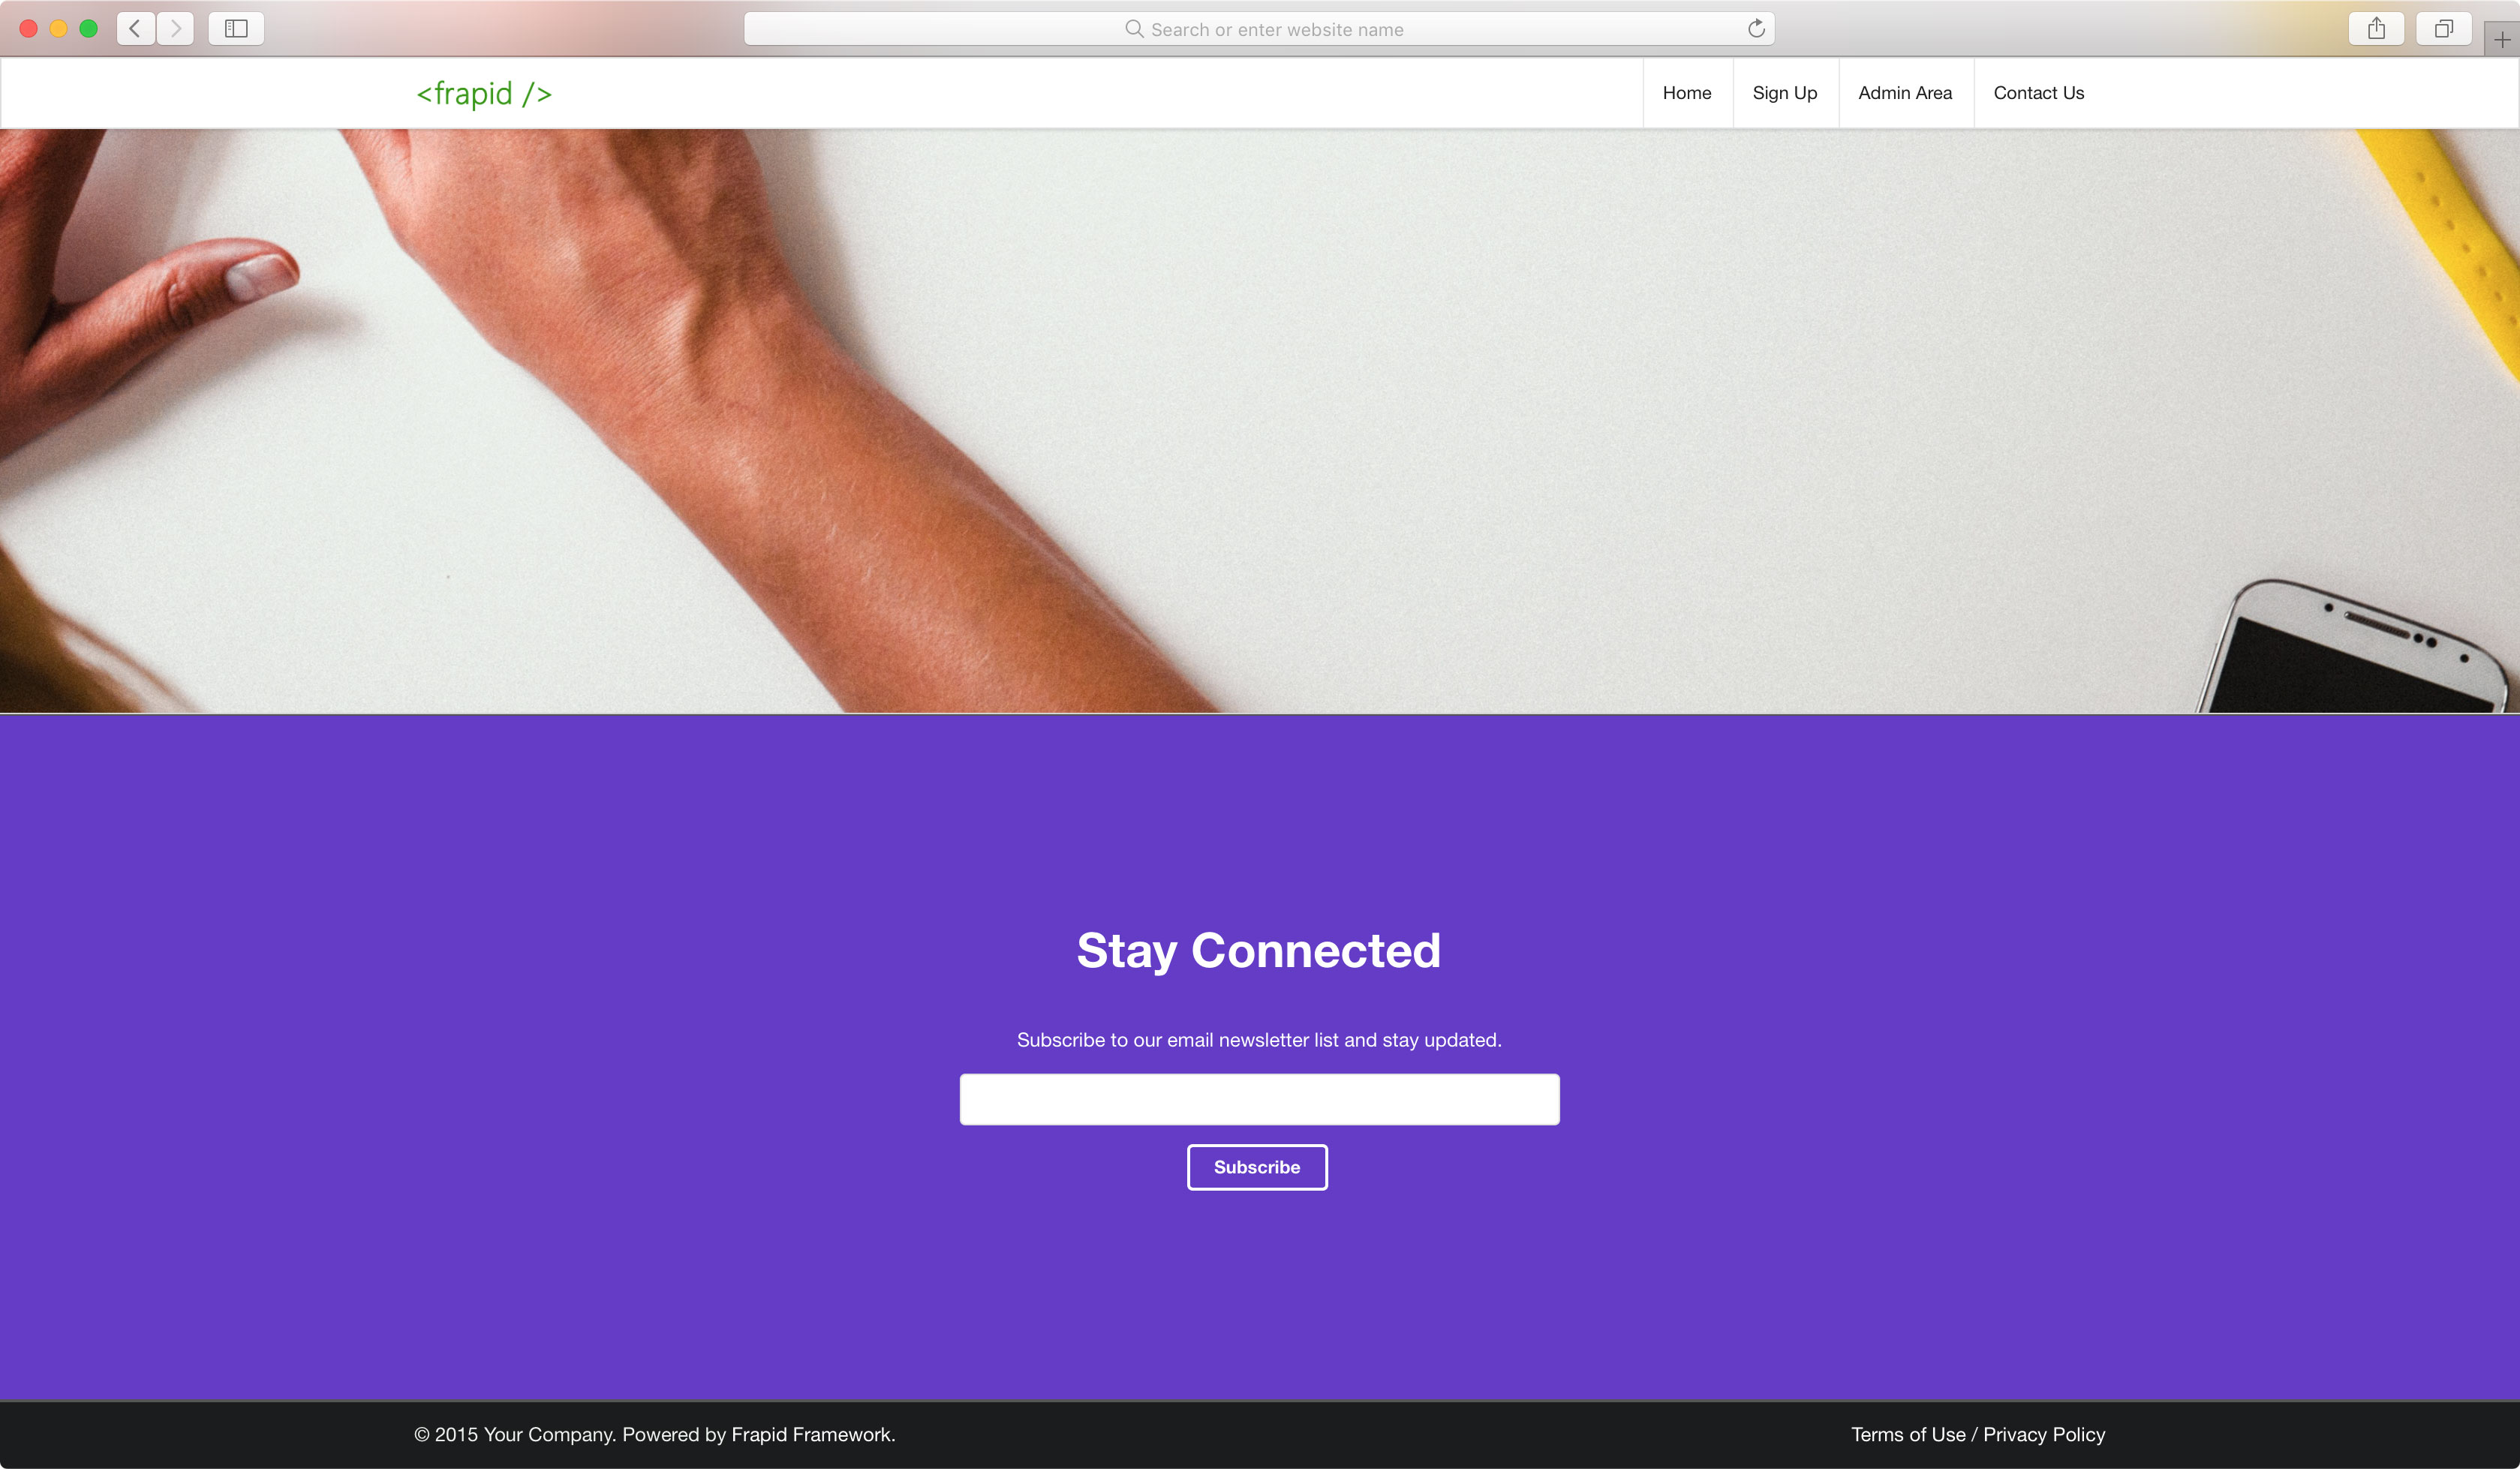 Search or enter website name
<frapid />
Home
Sign Up
Admin Area
Contact Us
Stay Connected
Subscribe to our email newsletter list and stay updated.
Subscribe
© 2015 Your Company. Powered by Frapid Framework.
Terms of Use / Privacy Policy